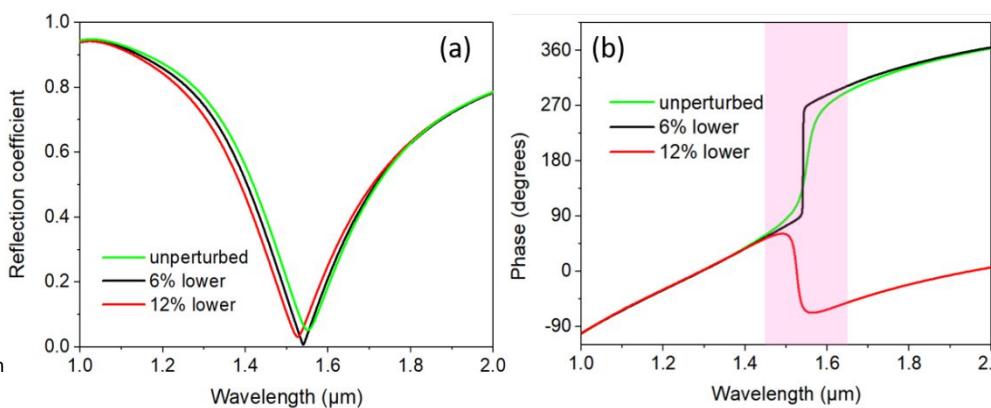 1.0
0.8
0.6
0.4
0.2
0.0
Reflection coefficient
(a)
unperturbed
6% lower
12% lower
1.0 1.2 1.4 1.6 1.8 2.0
Wavelength (μm)
n
360
270
180
90
0
-90
Phase (degrees)
(b)
unperturbed
6% lower
12% lower
1.0 1.2 1.4 1.6 1.8 2.0
Wavelength (μm)